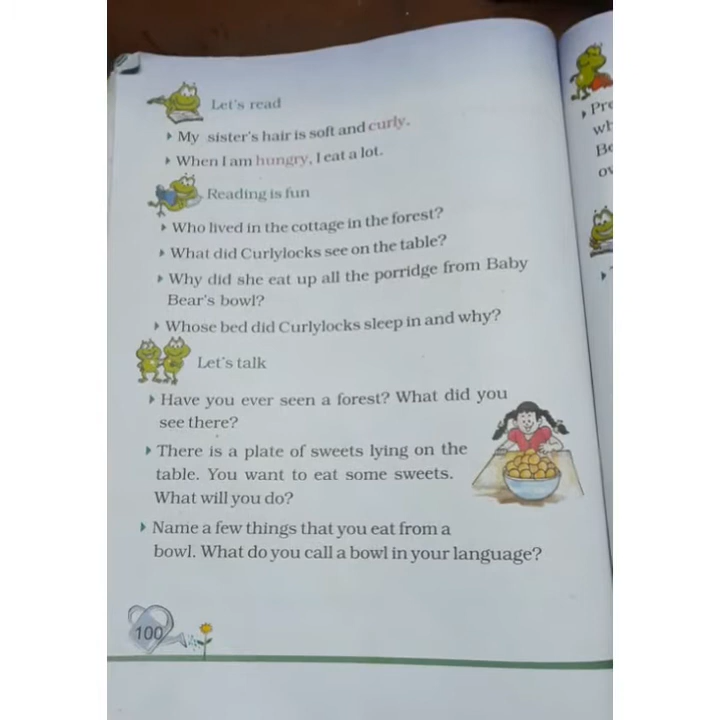 Let's read
My sister's hair is soft and curly.
When I am hungry, I eat a lot.
Reading is fun
Who lived in the cottage in the forest?
What did Curlylocks see on the table?
Why did she eat up all the porridge from Baby
Bear's bowl?
Whose bed did Curlylocks sleep in and why?
Let's talk
Have you ever seen a forest? What did you
see there?
There is a plate of sweets lying on the
table. You want to eat some sweets.
What will you do?
Name a few things that you eat from a
bowl. What do you call a bowl in your language?
100